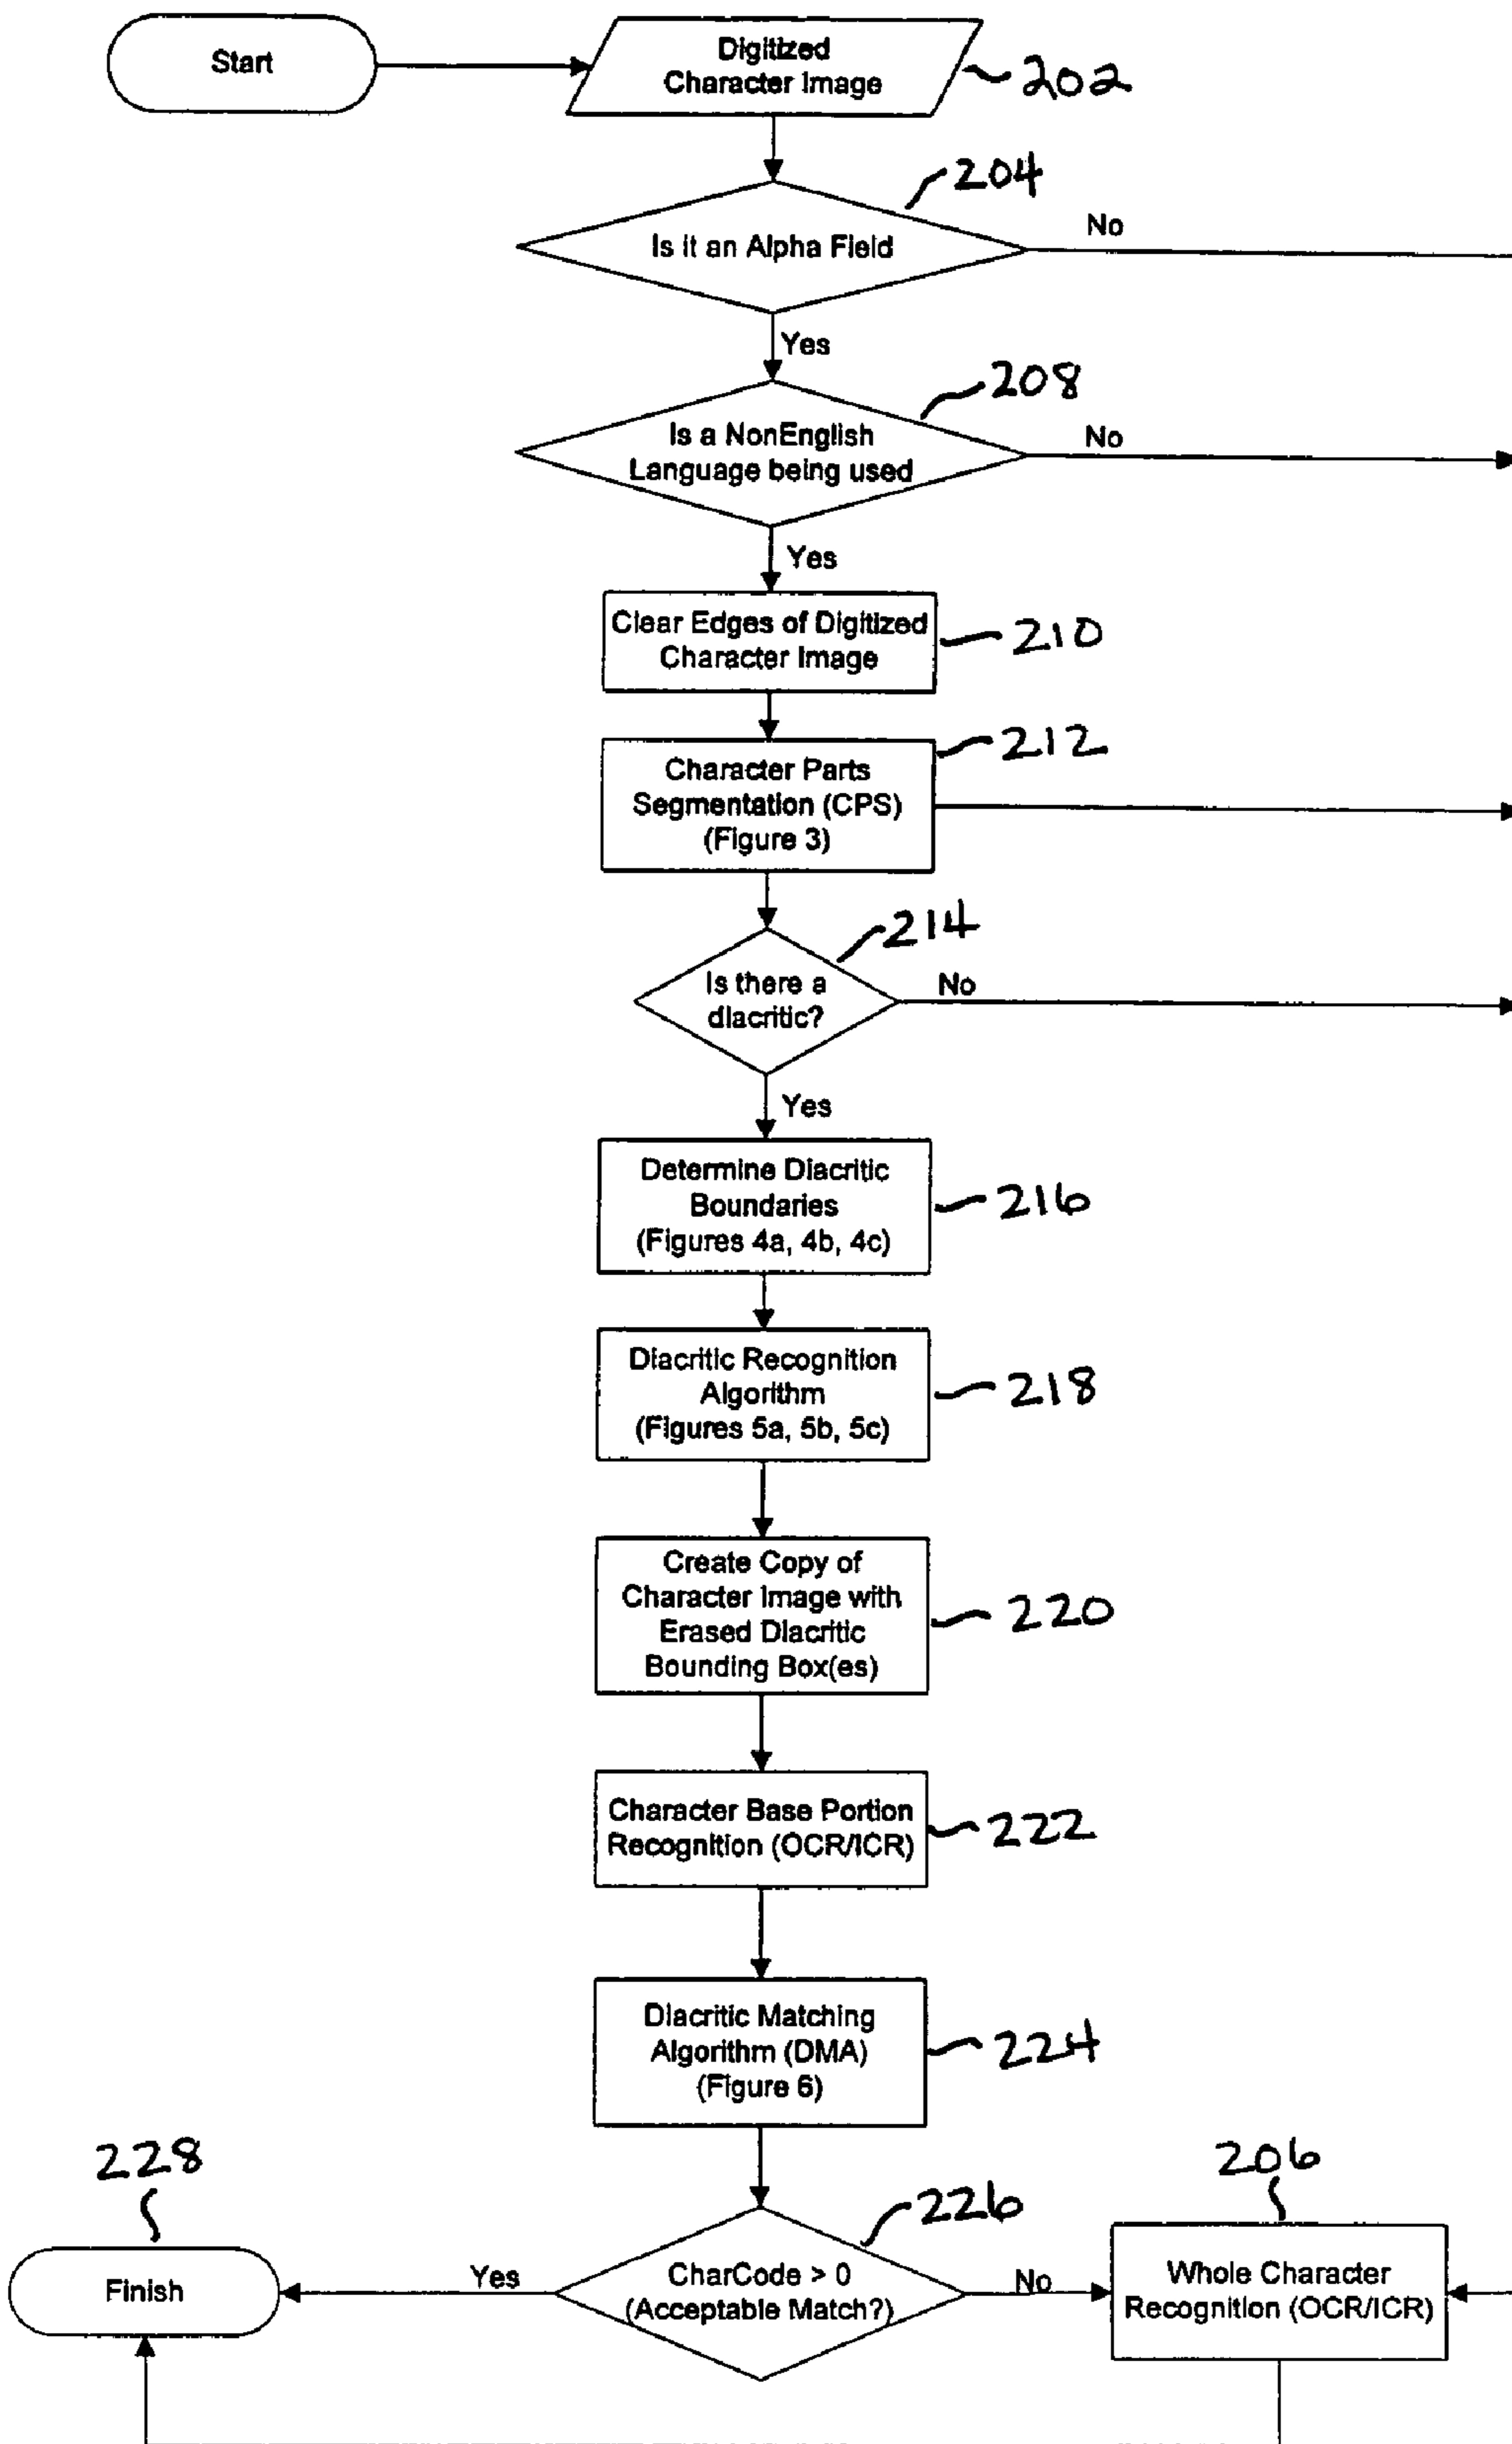 Start
Digitized
Character Image
202
204
Is it an Alpha Field
No
Yes
208
Is a NonEnglish
Language being used
No
Yes
Clear Edges of Digitized
Character Image
210
212
Character Parts
Segmentation (CPS)
(Figure 3)
214
Is there a
diacritic?
No
Yes
Determine Diacritic
Boundaries
(Figures 4a, 4b, 4c)
216
Diacritic Recognition
Algorithm
(Figures 5a, 5b, 5c)
218
Create Copy of
Character Image with
Erased Diacritic
Bounding Box(es)
220
Character Base Portion
Recognition (OCR/ICR)
222
Diacritic Matching
Algorithm (DMA)
(Figure 6)
224
228
Finish
Yes
226
CharCode > 0
(Acceptable Match?)
No
206
Whole Character
Recognition (OCR/ICR)